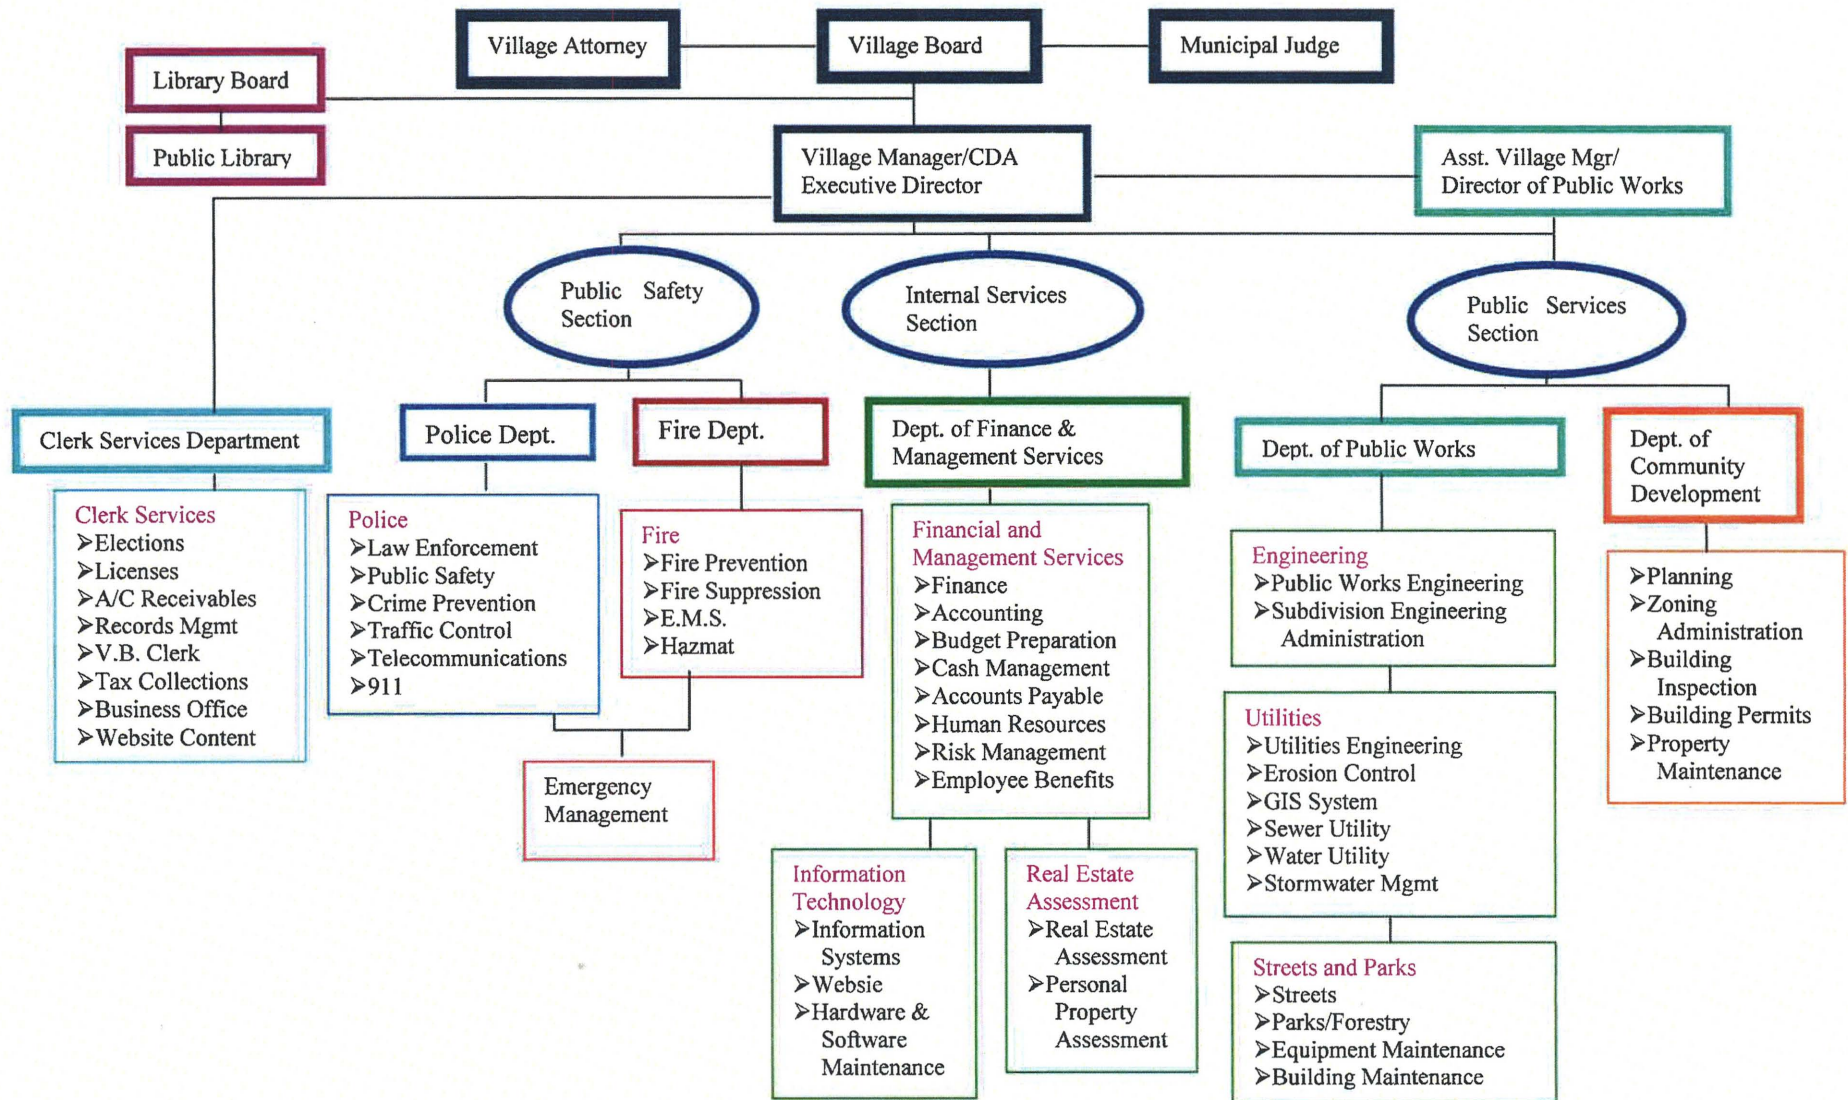 Village Attorney
Village Board
Municipal Judge
Library Board
Public Library
Village Manager/CDA
Executive Director
Asst. Village Mgr/
Director of Public Works
Public Safety
Section
Internal Services
Section
Public Services
Section
Clerk Services Department
Police Dept.
Fire Dept.
Dept. of Finance &
Management Services
Dept. of Public Works
Dept. of
Community
Development
Clerk Services
➢Elections
➢Licenses
➢A/C Receivables
➢Records Mgmt
➢V.B. Clerk
➢Tax Collections
➢Business Office
➢Website Content
Police
➢Law Enforcement
➢Public Safety
➢Crime Prevention
➢Traffic Control
➢Telecommunications
➢911
Fire
➢Fire Prevention
➢Fire Suppression
➢E.M.S.
➢Hazmat
Emergency
Management
Financial and
Management Services
➢Finance
➢Accounting
➢Budget Preparation
➢Cash Management
➢Accounts Payable
➢Human Resources
➢Risk Management
➢Employee Benefits
Information
Technology
➢Information
Systems
➢Websie
➢Hardware &
Software
Maintenance
Real Estate
Assessment
➢Real Estate
Assessment
➢Personal
Property
Assessment
Engineering
➢Public Works Engineering
➢Subdivision Engineering
Administration
Utilities
➢Utilities Engineering
➢Erosion Control
➢GIS System
➢Sewer Utility
➢Water Utility
➢Stormwater Mgmt
Streets and Parks
➢Streets
➢Parks/Forestry
➢Equipment Maintenance
➢Building Maintenance
➢Planning
➢Zoning
Administration
➢Building
Inspection
➢Building Permits
➢Property
Maintenance